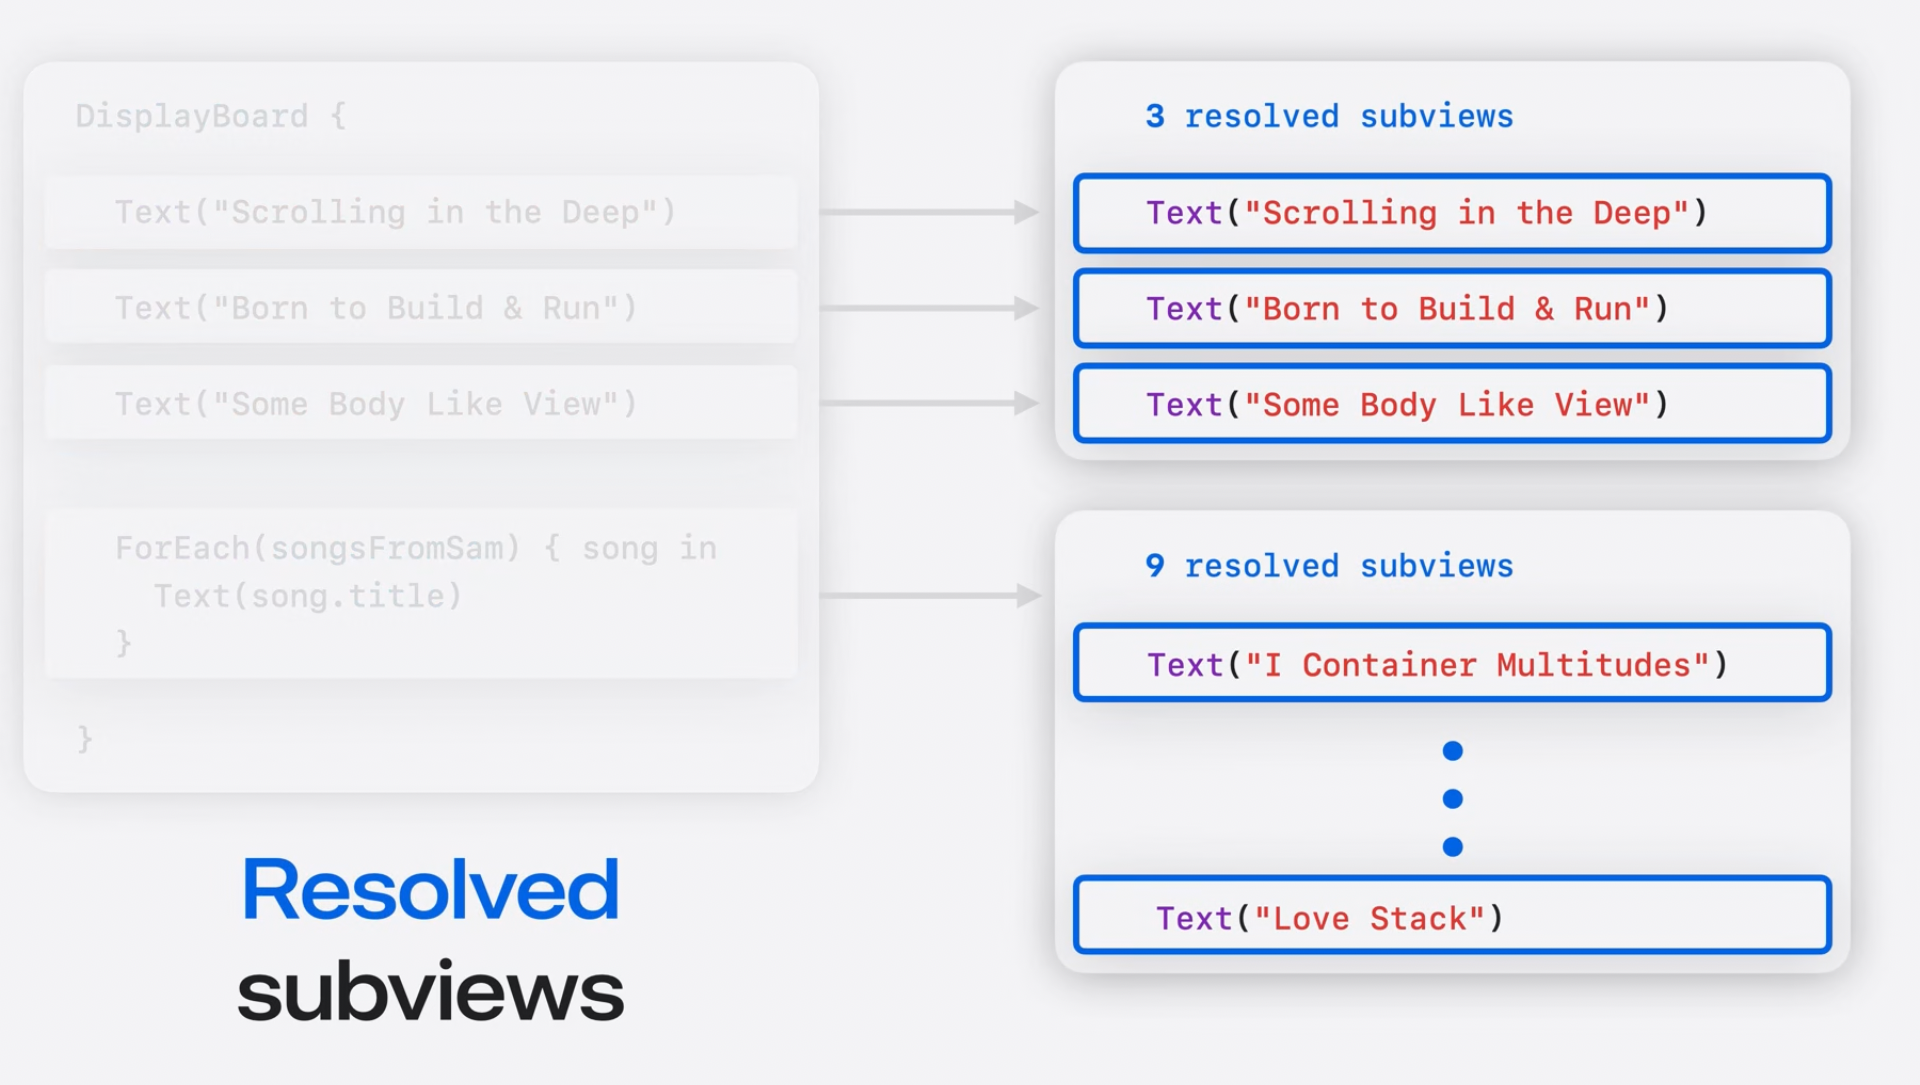 DisplayBoard {
Text("Scrolling in the Deep")
Text("Born to Build & Run")
Text("Some Body Like View")
ForEach(songsFromSam) { song in
Text(song.title)
}
}
Resolved
subviews
3 resolved subviews
Text("Scrolling in the Deep")
Text("Born to Build & Run")
Text("Some Body Like View")
9 resolved subviews
Text("I Container Multitudes")
Text("Love Stack")